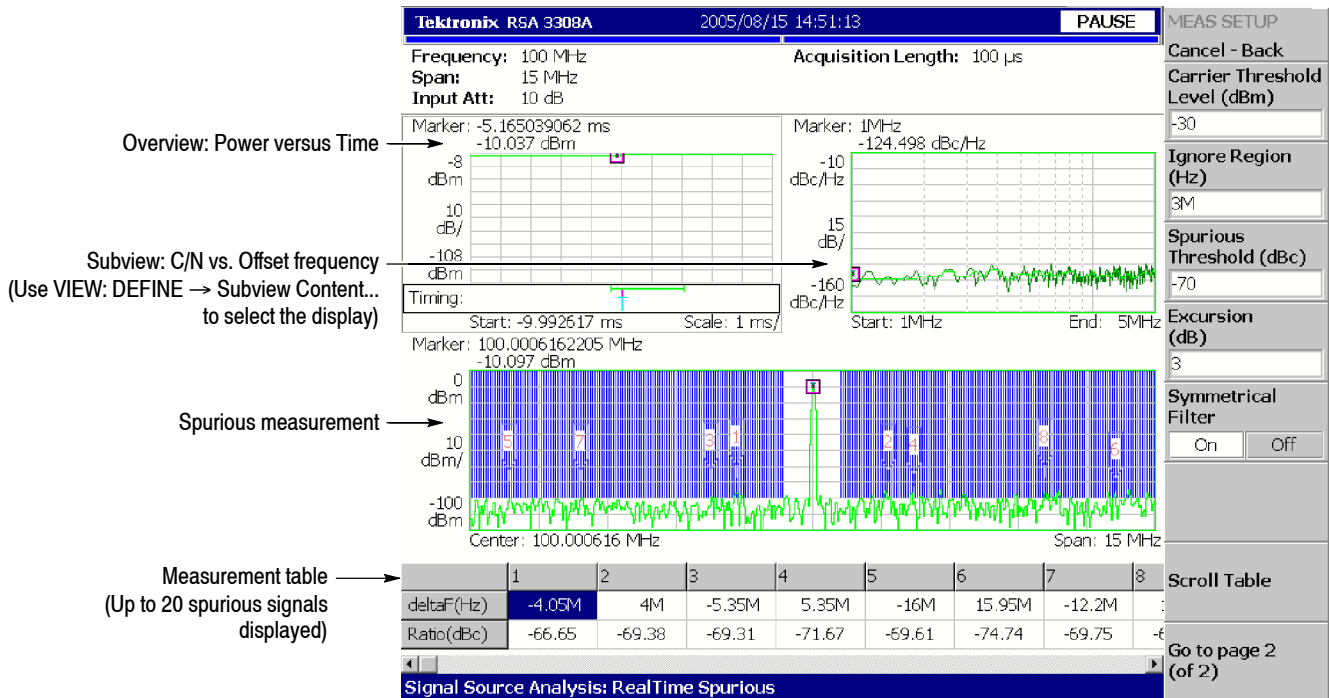 Tektronix RSA 3308A 2005/08/15 14:51:13 PAUSE
Frequency: 100 MHz
Span: 15 MHz
Input Att: 10 dB
Acquisition Length: 100 µs
Overview: Power versus Time
Marker: -5.165039062 ms
-10.037 dBm
-8
dBm
10
dB/
-108
dBm
Timing:
Start: -9.992617 ms Scale: 1 ms/
Subview: C/N vs. Offset frequency
(Use VIEW: DEFINE → Subview Content...
to select the display)
Marker: 1MHz
-124.498 dBc/Hz
-10
dBc/Hz
15
dB/
-160
dBc/Hz
Start: 1MHz End: 5MHz
Spurious measurement
Marker: 100.0006162205 MHz
-10.097 dBm
0
dBm
10
dBm/
-100
dBm
5 7 3 1 2 4 8 6
Center: 100.000616 MHz Span: 15 MHz
Measurement table
(Up to 20 spurious signals
displayed)
1 2 3 4 5 6 7 8
deltaF(Hz) -4.05M 4M -5.35M 5.35M -16M 15.95M -12.2M
Ratio(dBc) -66.65 -69.38 -69.31 -71.67 -69.61 -74.74 -69.75
Signal Source Analysis: RealTime Spurious
MEAS SETUP
Cancel - Back
Carrier Threshold
Level (dBm)
-30
Ignore Region
(Hz)
3M
Spurious
Threshold (dBc)
-70
Excursion
(dB)
3
Symmetrical
Filter
On Off
Scroll Table
Go to page 2
(of 2)